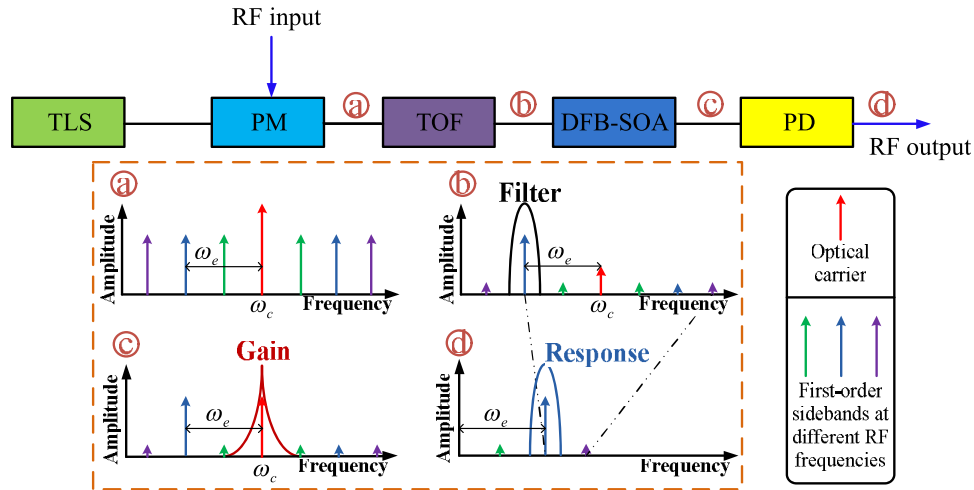 RF input
TLS
PM
ⓐ
TOF
ⓑ
DFB-SOA
ⓒ
PD
ⓓ
RF output
ⓐ
Amplitude
ωe
ωc
Frequency
ⓑ
Filter
Amplitude
ωe
ωc
Frequency
ⓒ
Gain
Amplitude
ωe
ωc
Frequency
ⓓ
Response
Amplitude
ωe
Frequency
Optical
carrier
First-order
sidebands at
different RF
frequencies